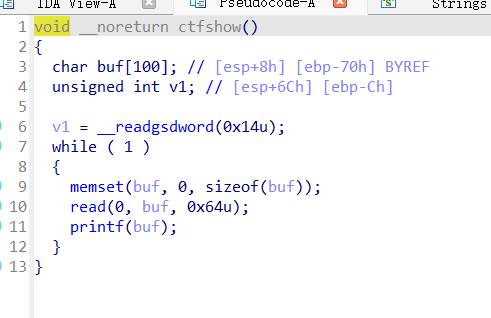 IDA View-A Pseudocode-A Strings
1 void __noreturn ctfshow()
2 {
3 char buf[100]; // [esp+8h] [ebp-70h] BYREF
4 unsigned int v1; // [esp+6Ch] [ebp-Ch]
5
6 v1 = __readgsdword(0x14u);
7 while ( 1 )
8 {
9 memset(buf, 0, sizeof(buf));
10 read(0, buf, 0x64u);
11 printf(buf);
12 }
13 }